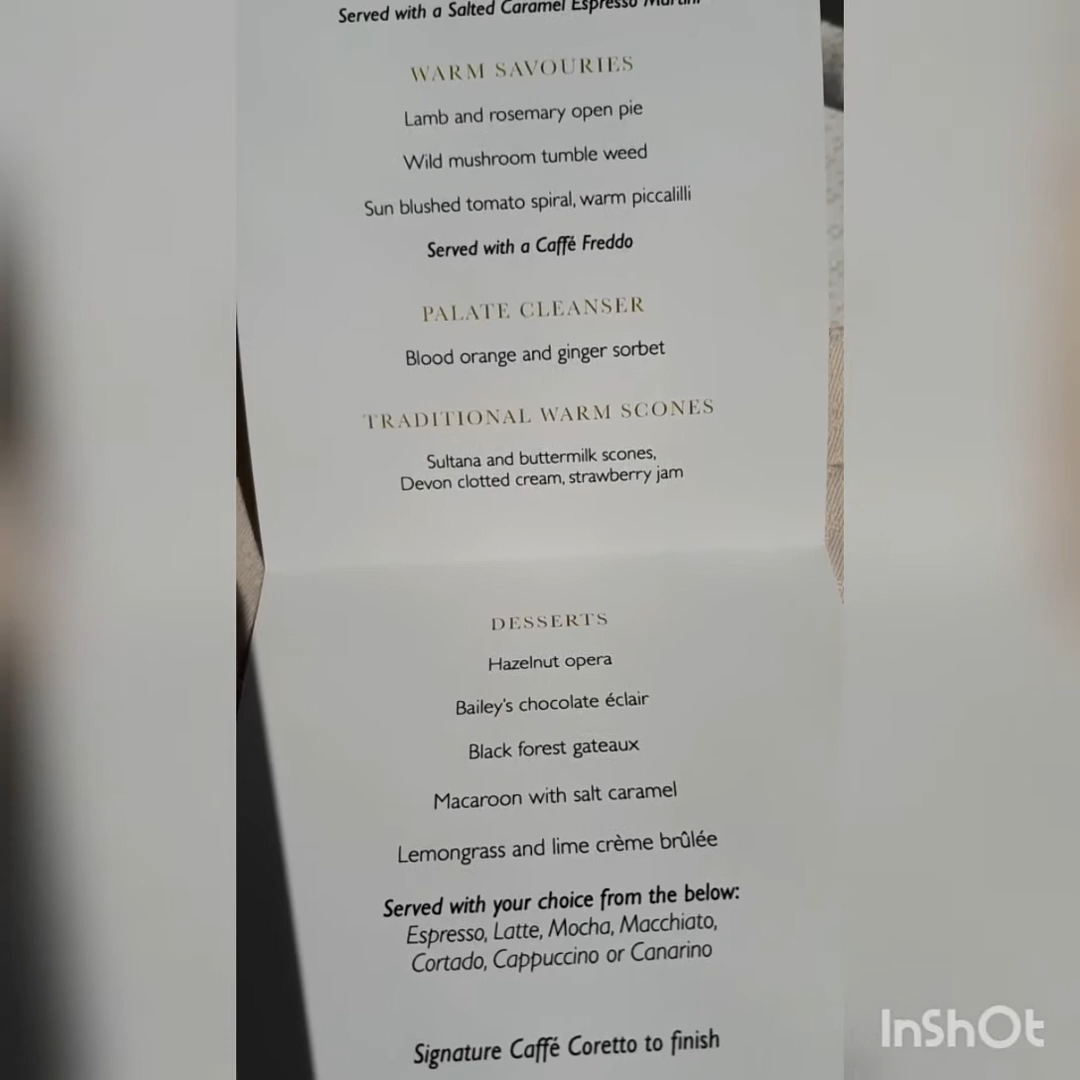 Served with a Salted Caramel Espresso Martini
WARM SAVOURIES
Lamb and rosemary open pie
Wild mushroom tumble weed
Sun blushed tomato spiral, warm piccalilli
Served with a Caffé Freddo
PALATE CLEANSER
Blood orange and ginger sorbet
TRADITIONAL WARM SCONES
Sultana and buttermilk scones,
Devon clotted cream, strawberry jam
DESSERTS
Hazelnut opera
Bailey's chocolate éclair
Black forest gateaux
Macaroon with salt caramel
Lemongrass and lime crème brûlée
Served with your choice from the below:
Espresso, Latte, Mocha, Macchiato,
Cortado, Cappuccino or Canarino
Signature Caffé Coretto to finish
InShOt